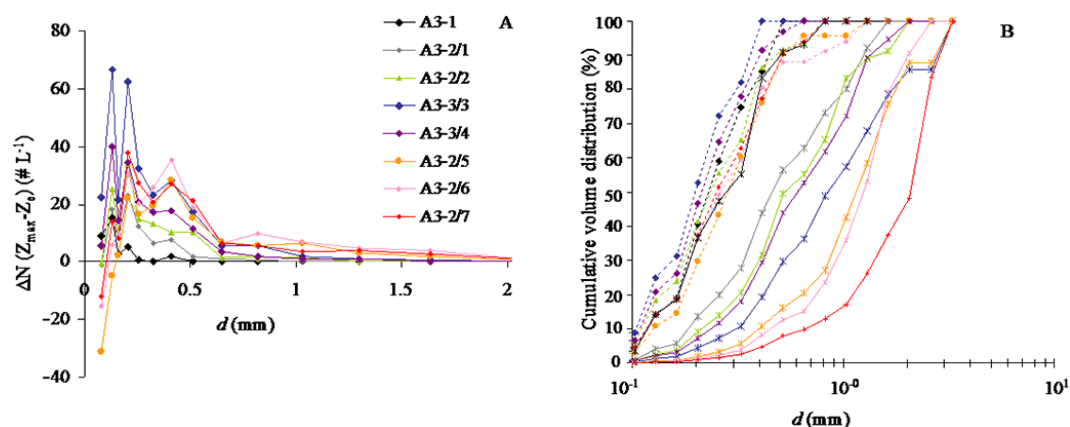 A
ΔN (Zmax-Z0) (# L-1)
80
60
40
20
0
-20
-40
0
0.5
1
1.5
2
d (mm)
A3-1
A3-2/1
A3-2/2
A3-3/3
A3-3/4
A3-2/5
A3-2/6
A3-2/7
B
Cumulative volume distribution (%)
100
90
80
70
60
50
40
30
20
10
0
10-1
10-0
101
d (mm)